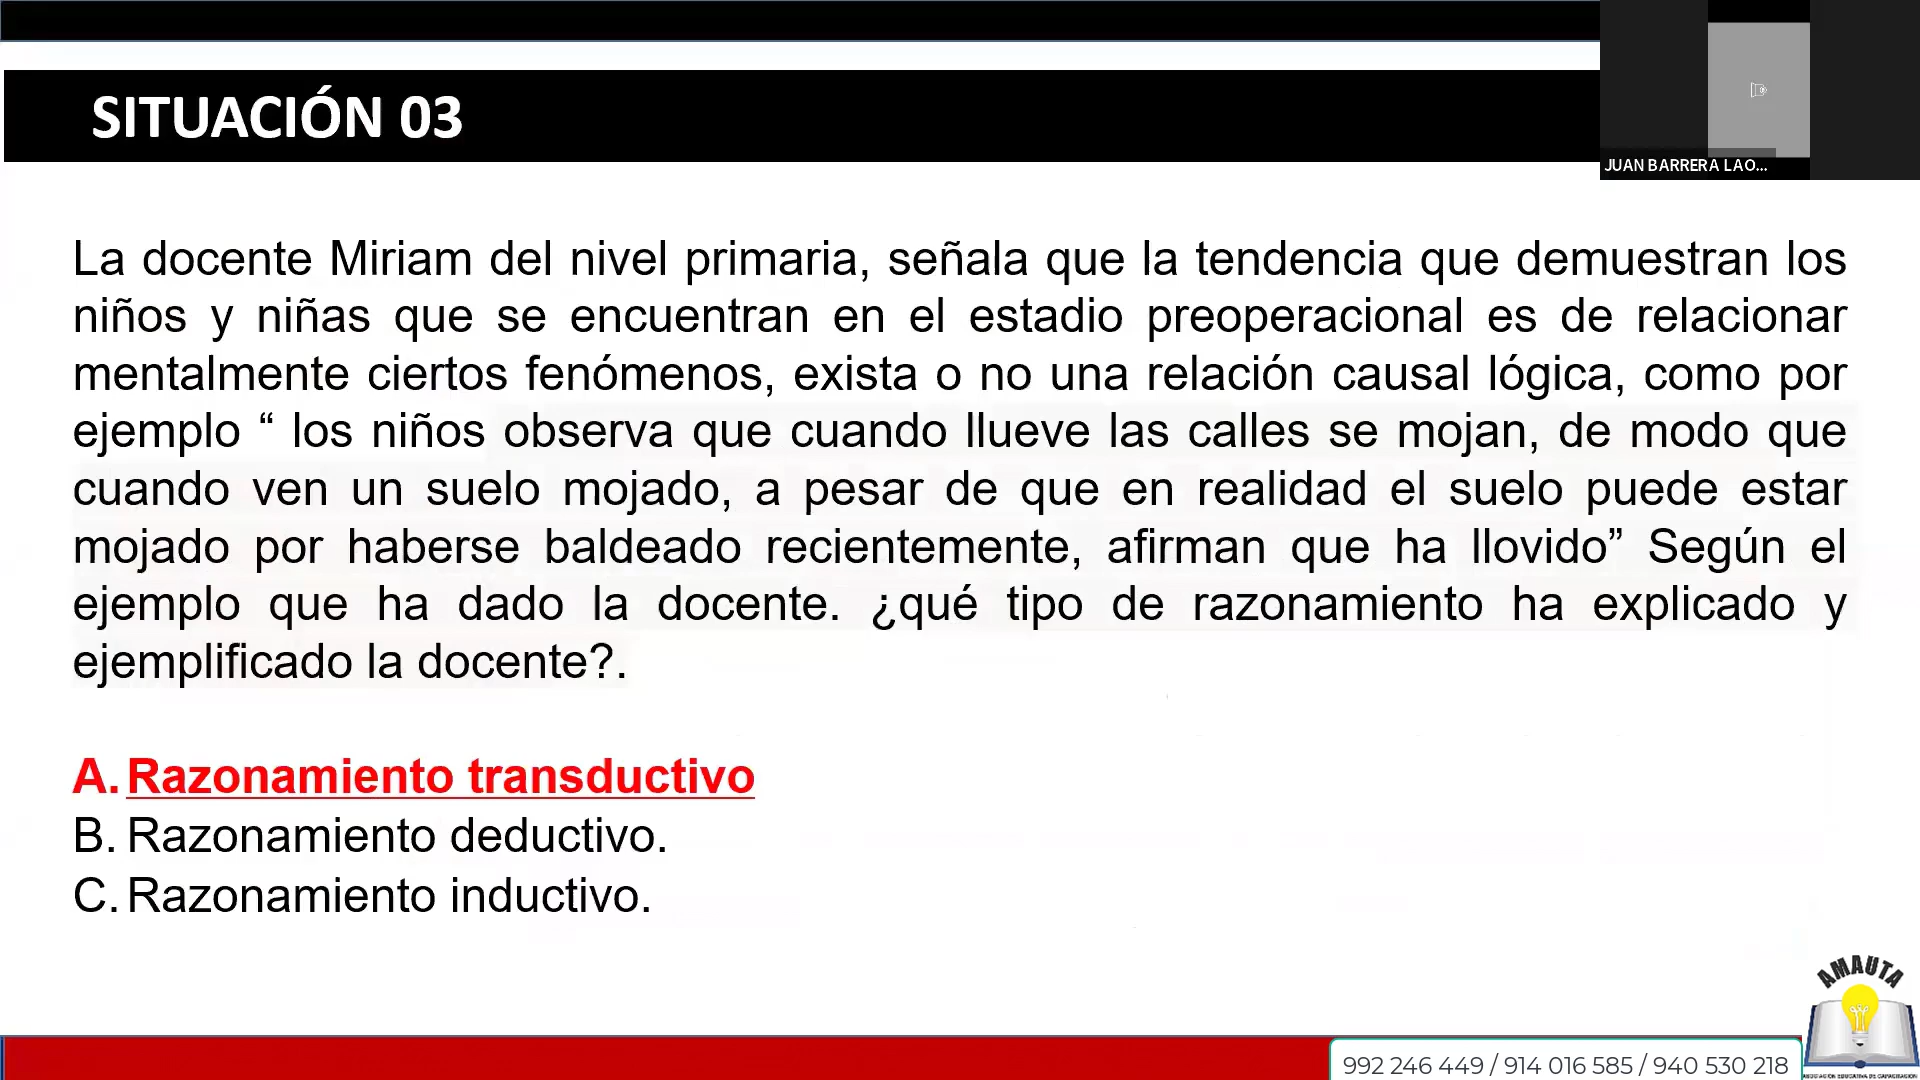 SITUACIÓN 03
JUAN BARRERA LAO...
La docente Miriam del nivel primaria, señala que la tendencia que demuestran los
niños y niñas que se encuentran en el estadio preoperacional es de relacionar
mentalmente ciertos fenómenos, exista o no una relación causal lógica, como por
ejemplo “ los niños observa que cuando llueve las calles se mojan, de modo que
cuando ven un suelo mojado, a pesar de que en realidad el suelo puede estar
mojado por haberse baldeado recientemente, afirman que ha llovido” Según el
ejemplo que ha dado la docente. ¿qué tipo de razonamiento ha explicado y
ejemplificado la docente?.
A. Razonamiento transductivo
B. Razonamiento deductivo.
C. Razonamiento inductivo.
AMAUTA
992 246 449 / 914 016 585 / 940 530 218
ASOCIACIÓN EDUCATIVA DE CAPACITACIÓN